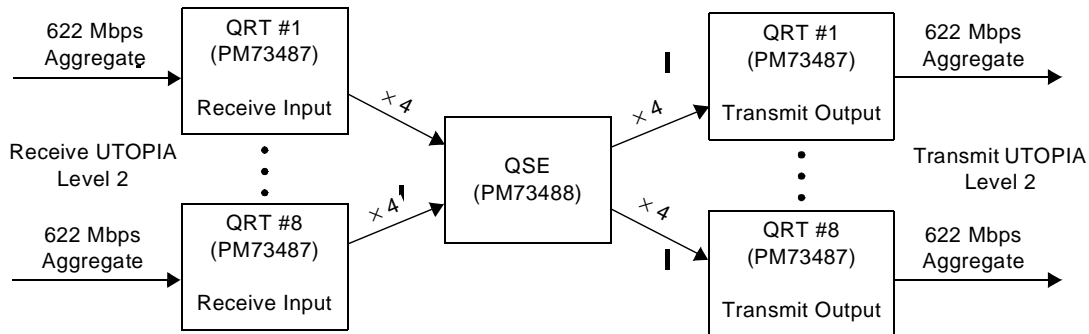 622 Mbps
Aggregate
QRT #1
(PM73487)
Receive Input
× 4
Receive UTOPIA
Level 2
622 Mbps
Aggregate
QRT #8
(PM73487)
Receive Input
× 4
QSE
(PM73488)
× 4
QRT #1
(PM73487)
Transmit Output
622 Mbps
Aggregate
Transmit UTOPIA
Level 2
× 4
QRT #8
(PM73487)
Transmit Output
622 Mbps
Aggregate